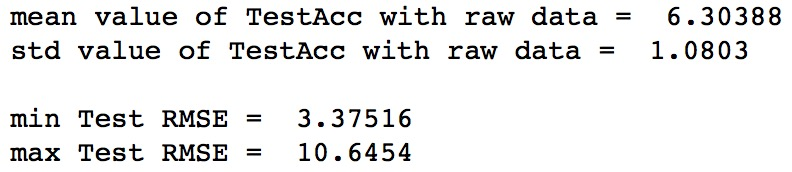 mean value of TestAcc with raw data =  6.30388
std value of TestAcc with raw data =  1.0803
min Test RMSE =  3.37516
max Test RMSE =  10.6454